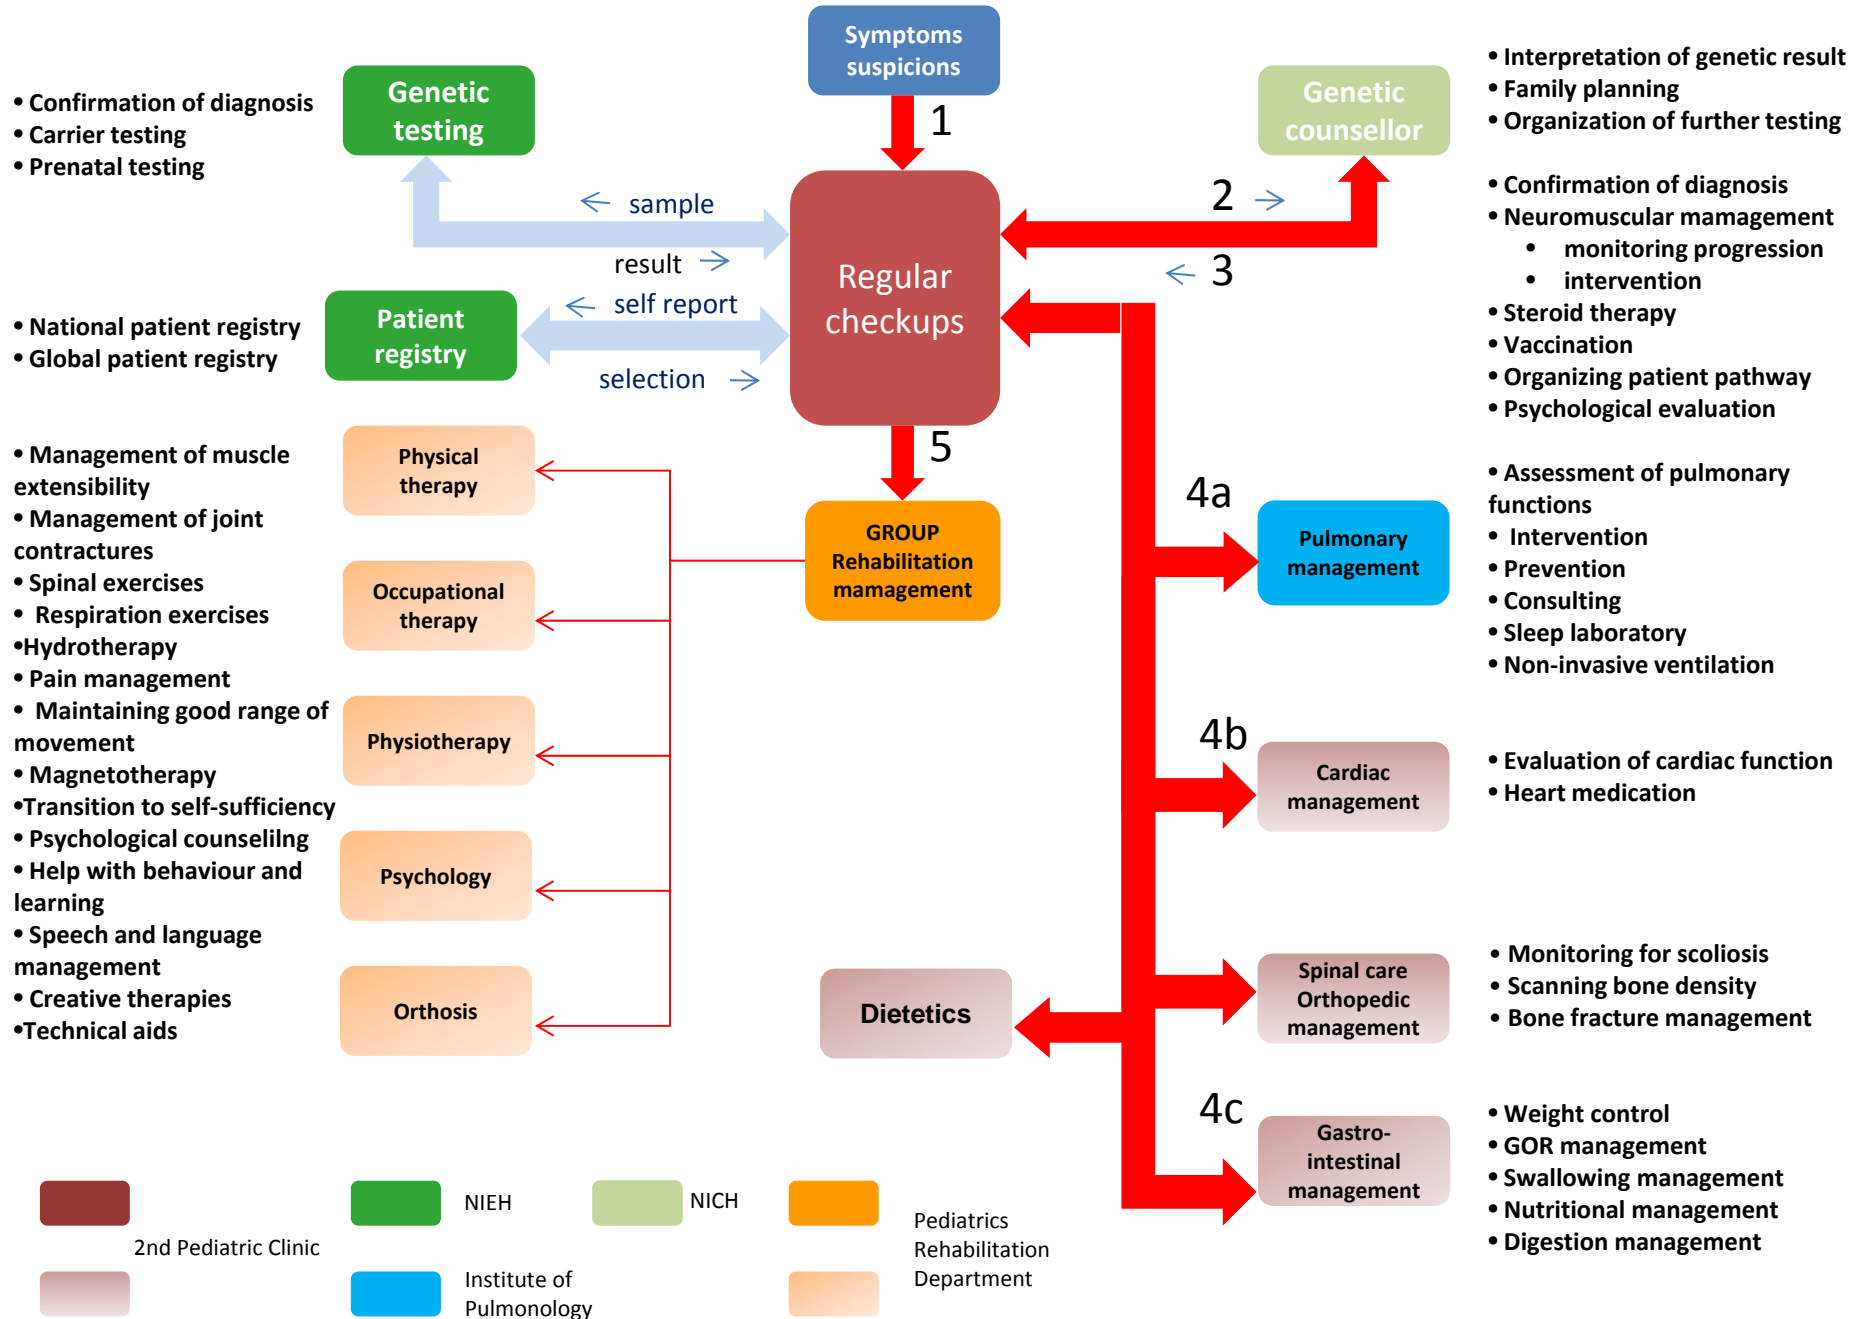 Symptoms
suspicions
1
Genetic
testing
• Confirmation of diagnosis
• Carrier testing
• Prenatal testing
Genetic
counsellor
• Interpretation of genetic result
• Family planning
• Organization of further testing
sample
result
2
3
Regular
checkups
• Confirmation of diagnosis
• Neuromuscular mamagement
• monitoring progression
• intervention
• Steroid therapy
• Vaccination
• Organizing patient pathway
• Psychological evaluation
Patient
registry
• National patient registry
• Global patient registry
self report
selection
5
GROUP
Rehabilitation
mamagement
• Management of muscle
extensibility
• Management of joint
contractures
• Spinal exercises
• Respiration exercises
•Hydrotherapy
• Pain management
• Maintaining good range of
movement
• Magnetotherapy
•Transition to self-sufficiency
• Psychological counselilng
• Help with behaviour and
learning
• Speech and language
management
• Creative therapies
•Technical aids
Physical
therapy
Occupational
therapy
Physiotherapy
Psychology
Orthosis
4a
Pulmonary
management
• Assessment of pulmonary
functions
• Intervention
• Prevention
• Consulting
• Sleep laboratory
• Non-invasive ventilation
4b
Cardiac
management
• Evaluation of cardiac function
• Heart medication
Spinal care
Orthopedic
management
• Monitoring for scoliosis
• Scanning bone density
• Bone fracture management
Dietetics
4c
Gastro-
intestinal
management
• Weight control
• GOR management
• Swallowing management
• Nutritional management
• Digestion management
2nd Pediatric Clinic
NIEH
NICH
Institute of
Pulmonology
Pediatrics
Rehabilitation
Department